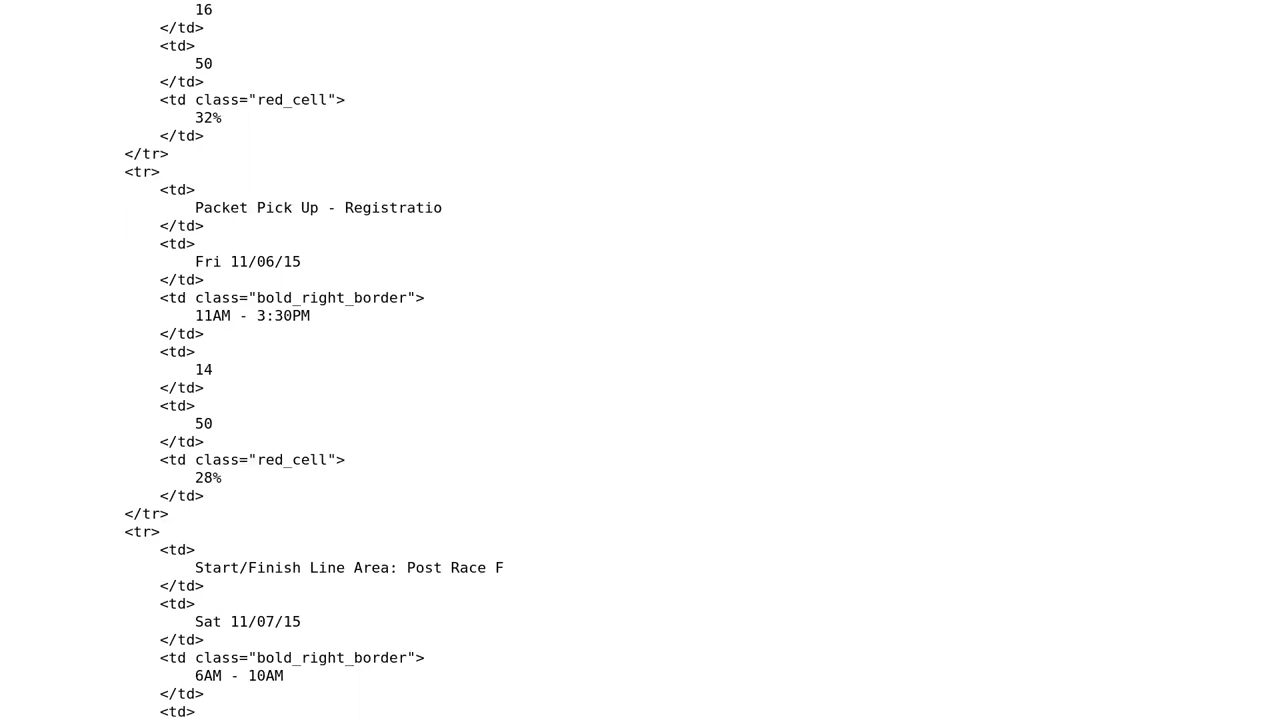 16
</td>
<td>
50
</td>
<td class="red_cell">
32%
</td>
</tr>
<tr>
<td>
Packet Pick Up - Registratio
</td>
<td>
Fri 11/06/15
</td>
<td class="bold_right_border">
11AM - 3:30PM
</td>
<td>
14
</td>
<td>
50
</td>
<td class="red_cell">
28%
</td>
</tr>
<tr>
<td>
Start/Finish Line Area: Post Race F
</td>
<td>
Sat 11/07/15
</td>
<td class="bold_right_border">
6AM - 10AM
</td>
<td>